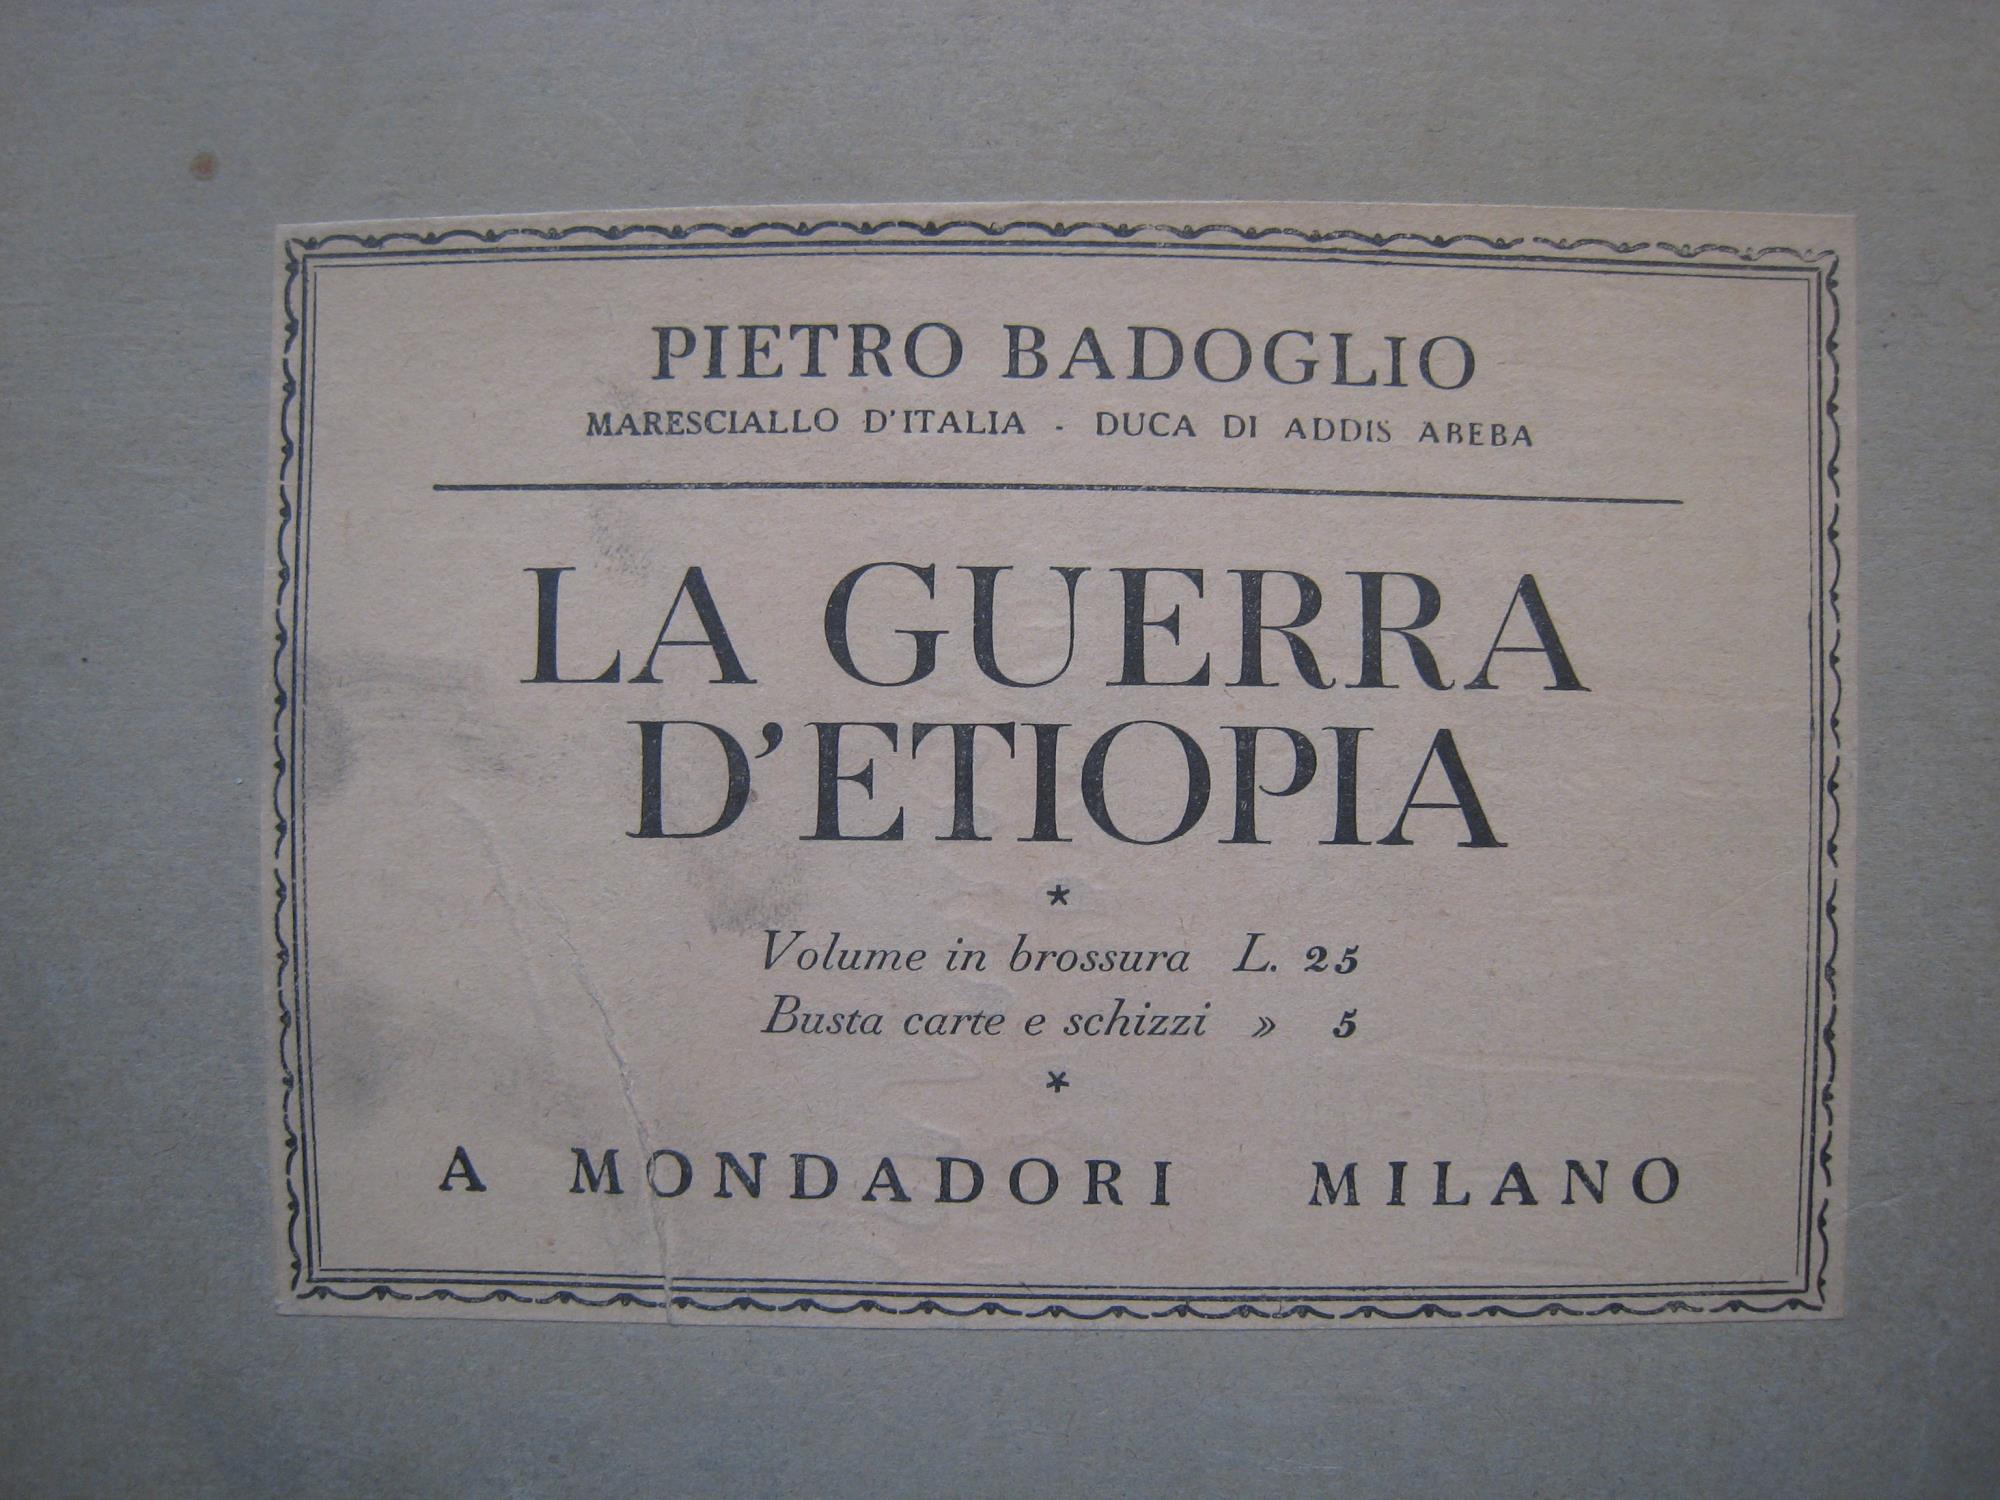 PIETRO BADOGLIO
MARESCIALLO D'ITALIA - DUCA DI ADDIS ABEBA
LA GUERRA
D'ETIOPIA
*
Volume in brossura L. 25
Busta carte e schizzi » 5
*
A MONDADORI MILANO